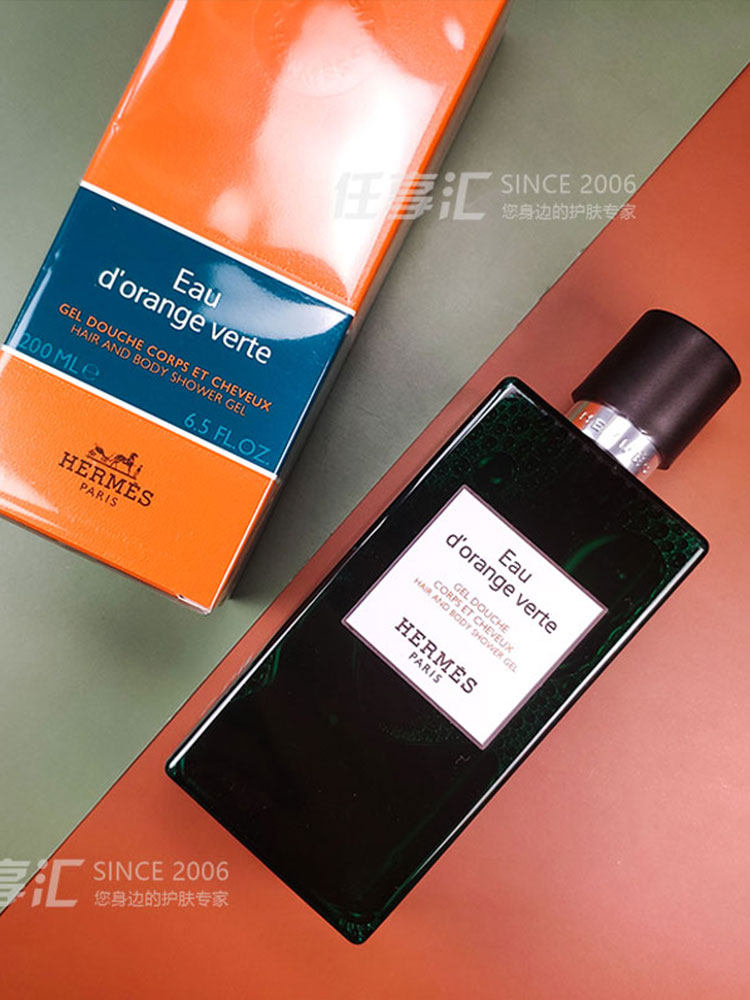 任享汇
SINCE 2006
您身边的护肤专家
Eau
d'orange verte
GEL DOUCHE CORPS ET CHEVEUX
HAIR AND BODY SHOWER GEL
200 ML℮
6.5 FL.OZ.
HERMÈS
PARIS
Eau
d'orange verte
GEL DOUCHE
CORPS ET CHEVEUX
HAIR AND BODY SHOWER GEL
HERMÈS
PARIS
享汇
SINCE 2006
您身边的护肤专家